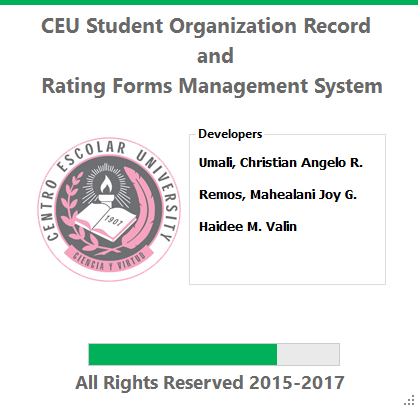 CEU Student Organization Record
and
Rating Forms Management System
Developers
Umali, Christian Angelo R.
Remos, Mahealani Joy G.
Haidee M. Valin
CENTRO ESCOLAR UNIVERSITY
1907
CIENCIA Y VIRTUD
All Rights Reserved 2015-2017